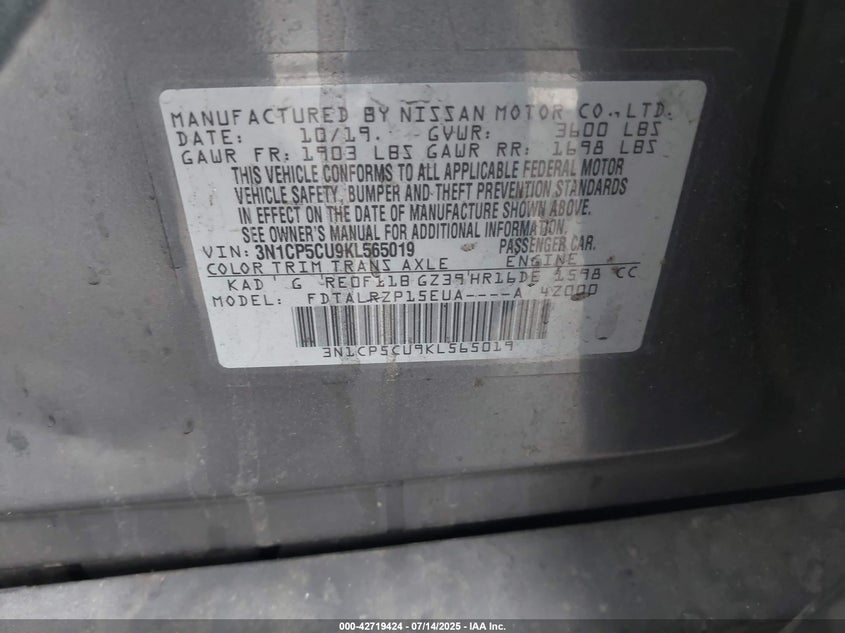 MANUFACTURED BY NISSAN MOTOR CO., LTD.
DATE: 10/19. GVWR: 3600 LBS
GAWR FR: 1903 LBS GAWR RR: 1698 LBS
THIS VEHICLE CONFORMS TO ALL APPLICABLE FEDERAL MOTOR
VEHICLE SAFETY, BUMPER AND THEFT PREVENTION STANDARDS
IN EFFECT ON THE DATE OF MANUFACTURE SHOWN ABOVE.
SEE OWNER'S MANUAL FOR ADDITIONAL INFORMATION.
VIN: 3N1CP5CU9KL565019 PASSENGER CAR.
COLOR TRIM TRANS AXLE ENGINE
KAD G RE0F11B GZ39 HR16DE 1598 CC
MODEL: FDTALRZP15EUA----A 42000
3N1CP5CU9KL565019
000-42719424 | 07/14/2025 | IAA Inc.